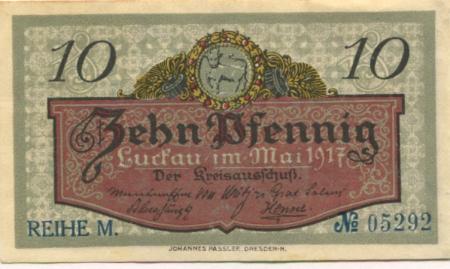 10 10
Zehn Pfennig
Luckau im Mai 1917
Der Kreisausschuß.
REIHE M. № 05292
JOHANNES PÄSSLER, DRESDEN-N.